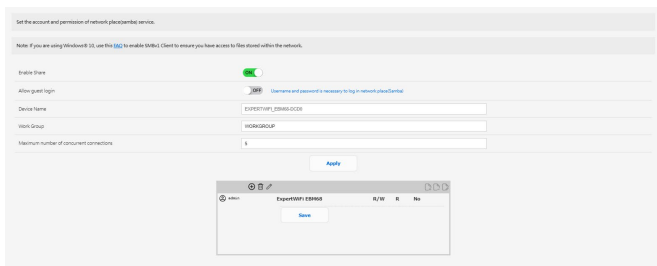 Set the account and permission of network place(samba) service.
Note: If you are using Windows® 10, use this FAQ to enable SMBv1 Client to ensure you have access to files stored within the network.
Enable Share ON
Allow guest login OFF Username and password is necessary to log in network place(Samba)
Device Name EXPERTWIFI_EBM68-DCD8
Work Group WORKGROUP
Maximum number of concurrent connections 5
Apply
ExpertWiFi EBM68 R/W R No
Save